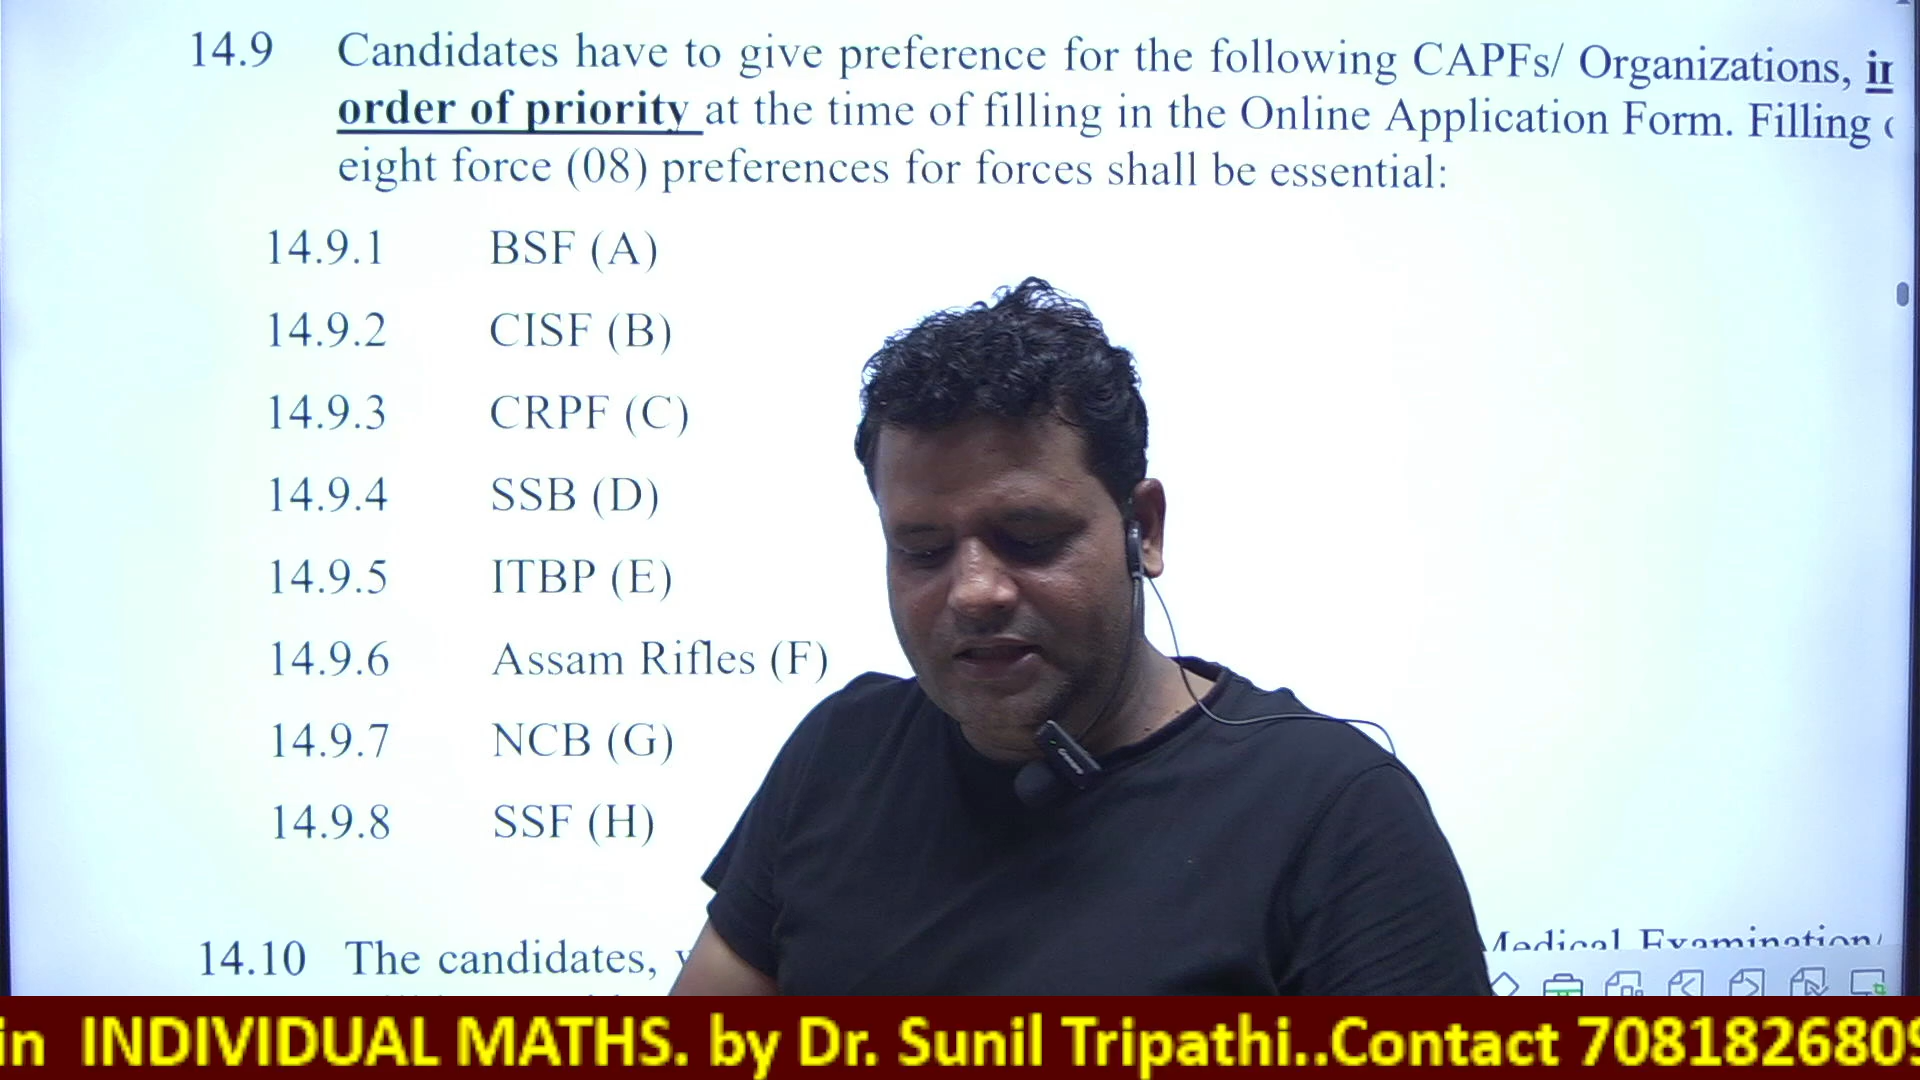 14.9 Candidates have to give preference for the following CAPFs/ Organizations,
order of priority at the time of filling in the Online Application Form. Filling
eight force (08) preferences for forces shall be essential:
14.9.1 BSF (A)
14.9.2 CISF (B)
14.9.3 CRPF (C)
14.9.4 SSB (D)
14.9.5 ITBP (E)
14.9.6 Assam Rifles (F)
14.9.7 NCB (G)
14.9.8 SSF (H)
14.10 The candidates, Medical Examination/
in INDIVIDUAL MATHS. by Dr. Sunil Tripathi..Contact 7081826809